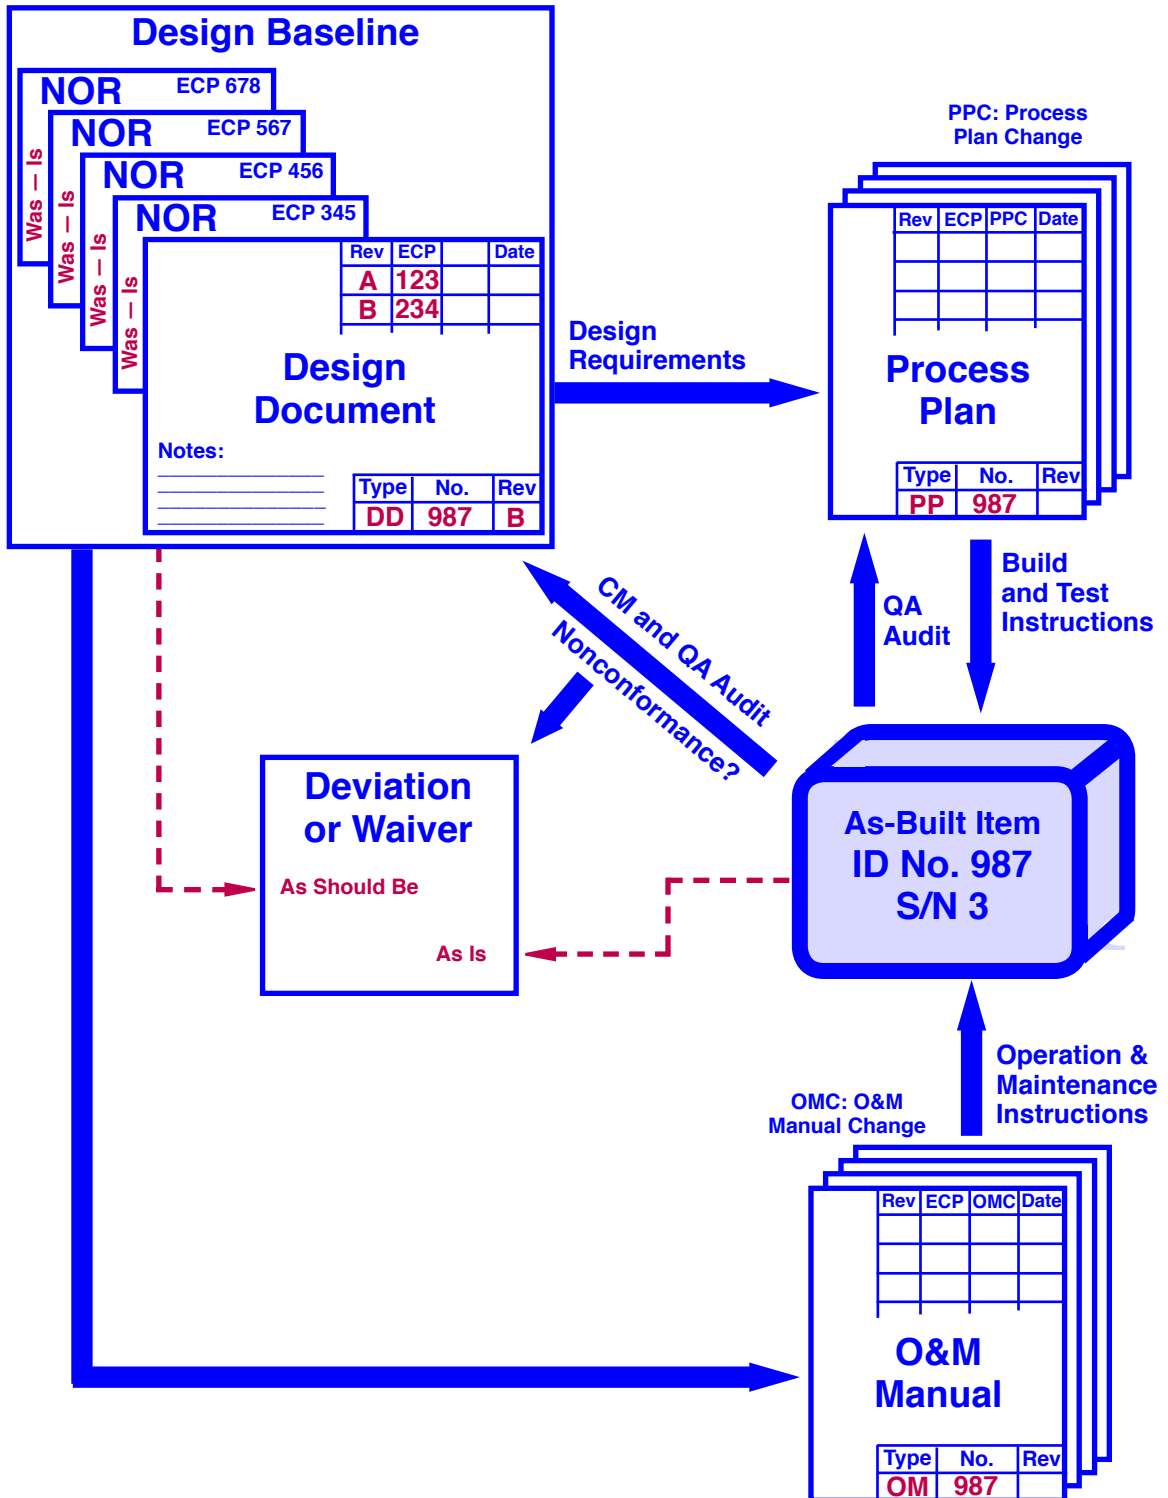 Design Baseline
NOR ECP 678
Was — Is
NOR ECP 567
Was — Is
NOR ECP 456
Was — Is
NOR ECP 345
Was — Is
Rev ECP Date
A 123
B 234
Design
Document
Notes:
Type No. Rev
DD 987 B
Design
Requirements
PPC: Process
Plan Change
Rev ECP PPC Date
Process
Plan
Type No. Rev
PP 987
QA
Audit
Build
and Test
Instructions
CM and QA Audit
Nonconformance?
Deviation
or Waiver
As Should Be
As Is
As-Built Item
ID No. 987
S/N 3
Operation &
Maintenance
Instructions
OMC: O&M
Manual Change
Rev ECP OMC Date
O&M
Manual
Type No. Rev
OM 987